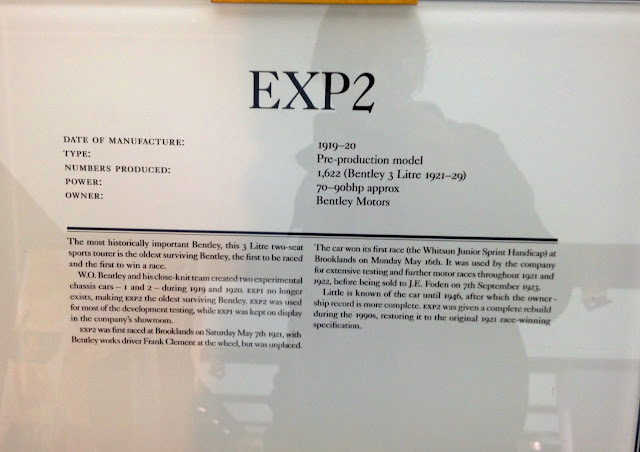 EXP2
DATE OF MANUFACTURE: 1919–20
TYPE: Pre-production model
NUMBERS PRODUCED: 1,622 (Bentley 3 Litre 1921–29)
POWER: 70–90bhp approx
OWNER: Bentley Motors
The most historically important Bentley, this 3 Litre two-seat
sports tourer is the oldest surviving Bentley, the first to be raced
and the first to win a race.
W.O. Bentley and his close-knit team created two experimental
chassis cars – 1 and 2 – during 1919 and 1920. EXP1 no longer
exists, making EXP2 the oldest surviving Bentley. EXP2 was used
for most of the development testing, while EXP1 was kept on display
in the company's showroom.
EXP2 was first raced at Brooklands on Saturday May 7th 1921, with
Bentley works driver Frank Clement at the wheel, but was unplaced.
The car won its first race (the Whitsun Junior Sprint Handicap) at
Brooklands on Monday May 16th. It was used by the company
for extensive testing and further motor races throughout 1921 and
1922, before being sold to J.E. Foden on 7th September 1923.
Little is known of the car until 1946, after which the owner-
ship record is more complete. EXP2 was given a complete rebuild
during the 1990s, restoring it to the original 1921 race-winning
specification.